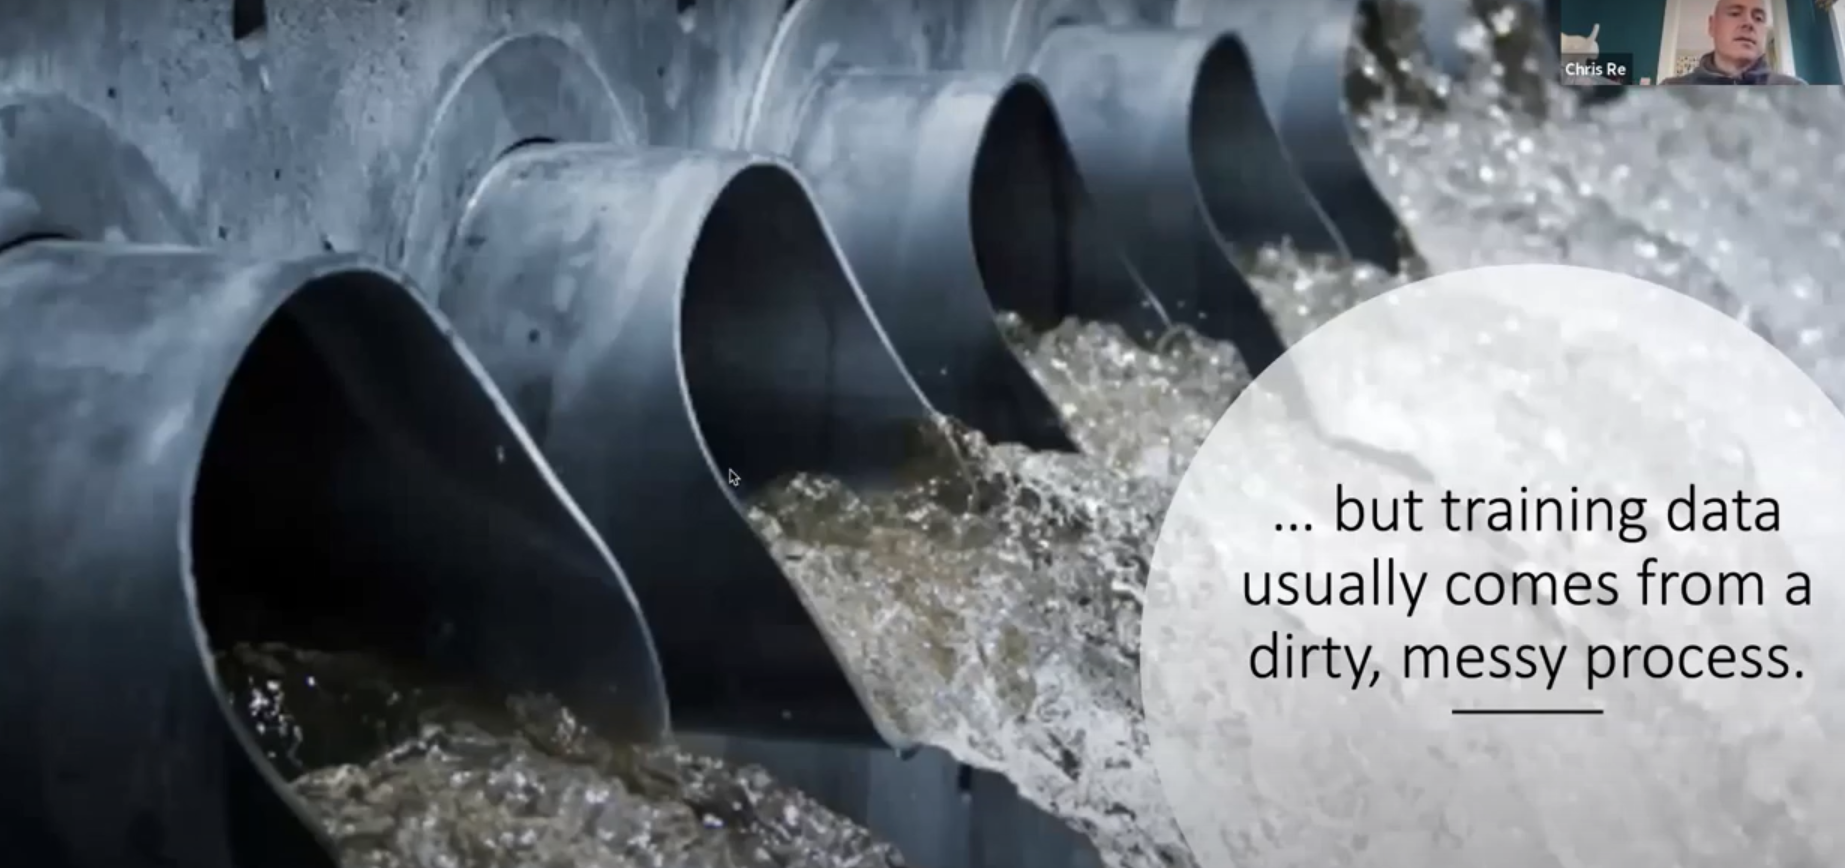 Chris Re
... but training data
usually comes from a
dirty, messy process.